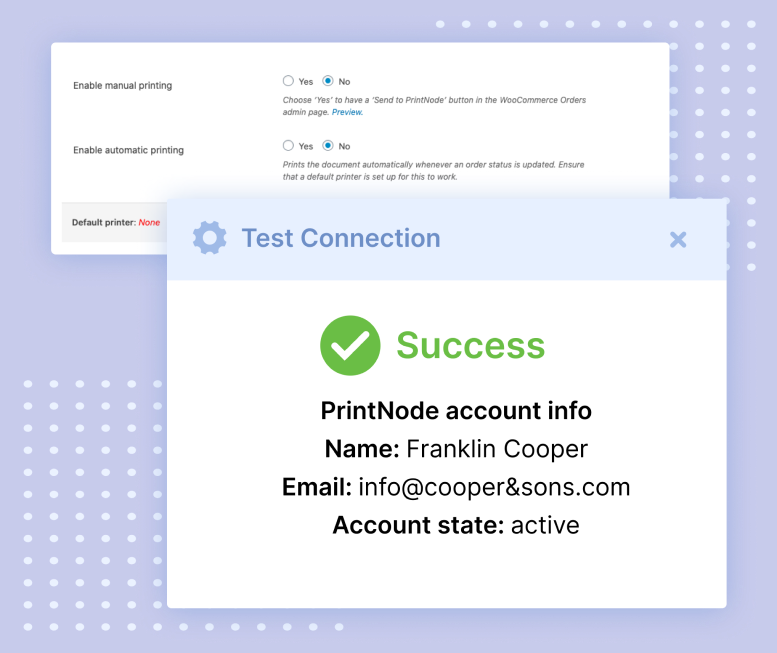 Enable manual printing
Yes No
Choose 'Yes' to have a 'Send to PrintNode' button in the WooCommerce Orders
admin page. Preview.
Enable automatic printing
Yes No
Prints the document automatically whenever an order status is updated. Ensure
that a default printer is set up for this to work.
Default printer: None
Test Connection
Success
PrintNode account info
Name: Franklin Cooper
Email: info@cooper&sons.com
Account state: active